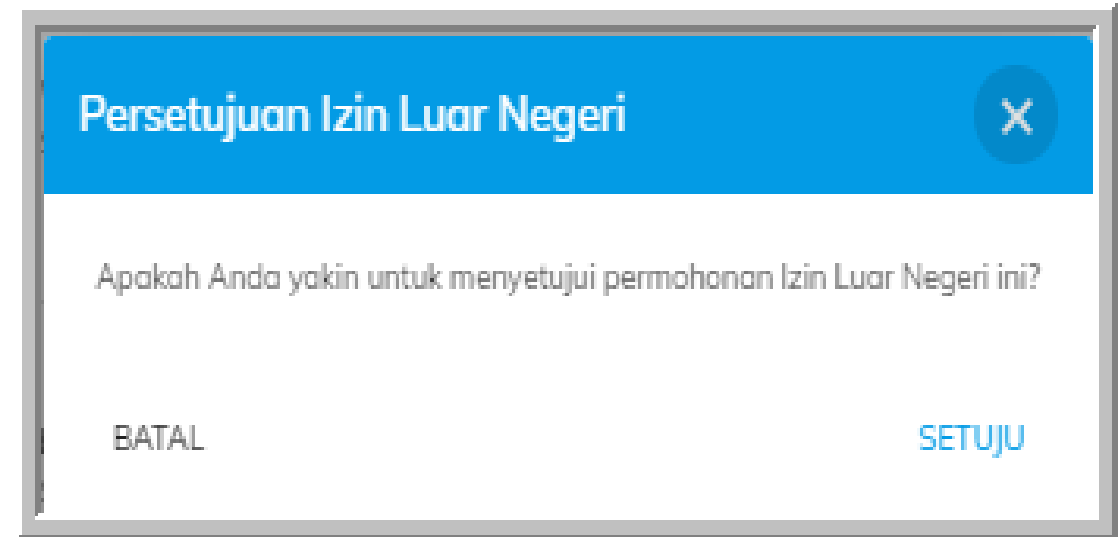 Persetujuan Izin Luar Negeri
X
Apakah Anda yakin untuk menyetujui permohonan Izin Luar Negeri ini?
BATAL
SETUJU